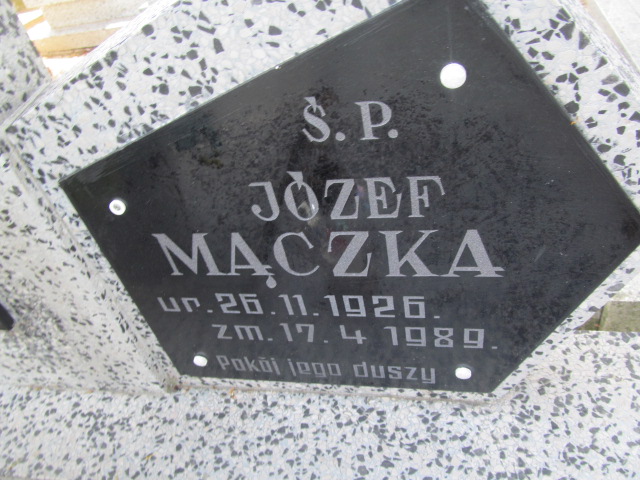 Ś. P.
JÓZEF
MĄCZKA
ur. 26. 11. 1926.
zm. 17. 4 1989.
Pokój jego duszy